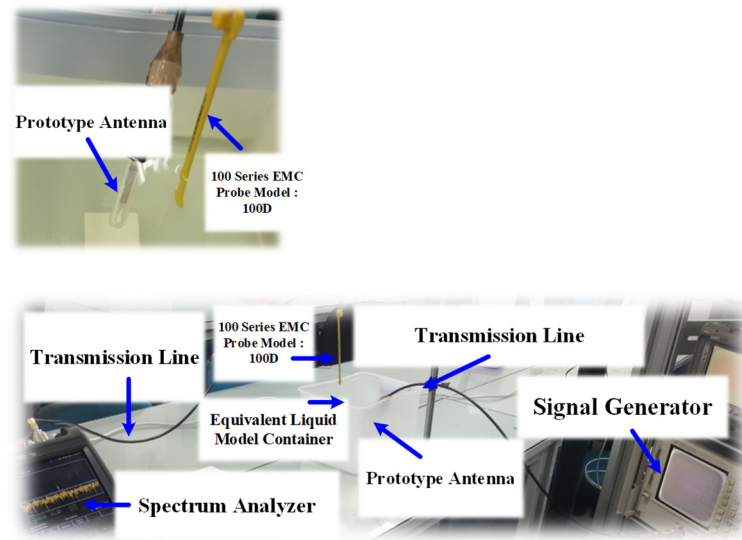 Prototype Antenna
100 Series EMC
Probe Model :
100D
100 Series EMC
Probe Model :
100D
Transmission Line
Transmission Line
Equivalent Liquid
Model Container
Signal Generator
Prototype Antenna
Spectrum Analyzer